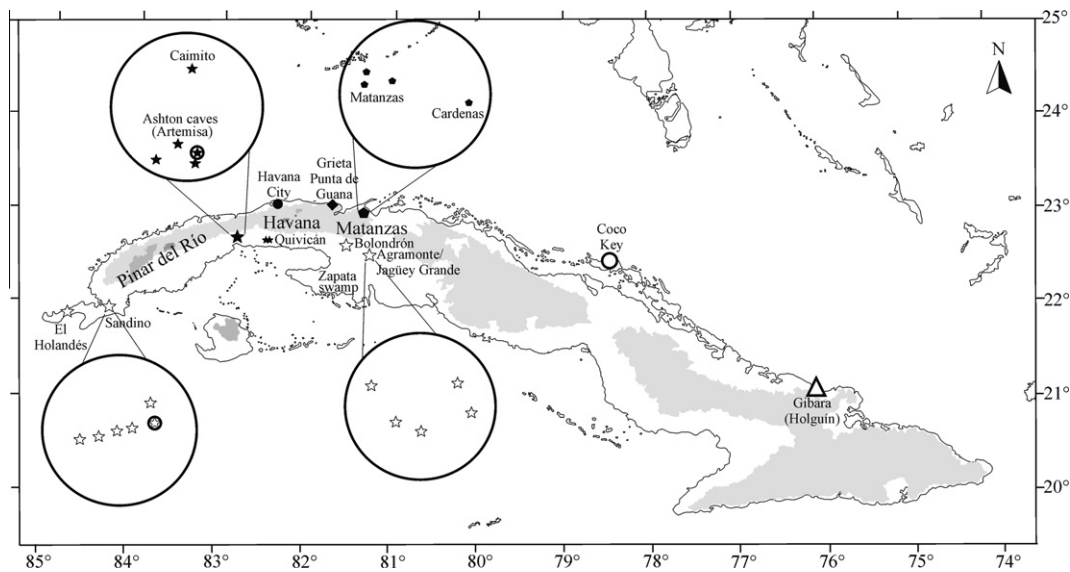 25°
N
Caimito
Ashton caves
(Artemisa)
Matanzas
Cardenas
24°
Havana
City
Grieta
Punta de
Guana
23°
Havana
Matanzas
Quivicán
Bolondrón
Agramonte/
Jagüey Grande
Coco
Key
Pinar del Río
Zapata
swamp
22°
El
Holandés
Sandino
21°
Gibara
(Holguín)
20°
85°
84°
83°
82°
81°
80°
79°
78°
77°
76°
75°
74°